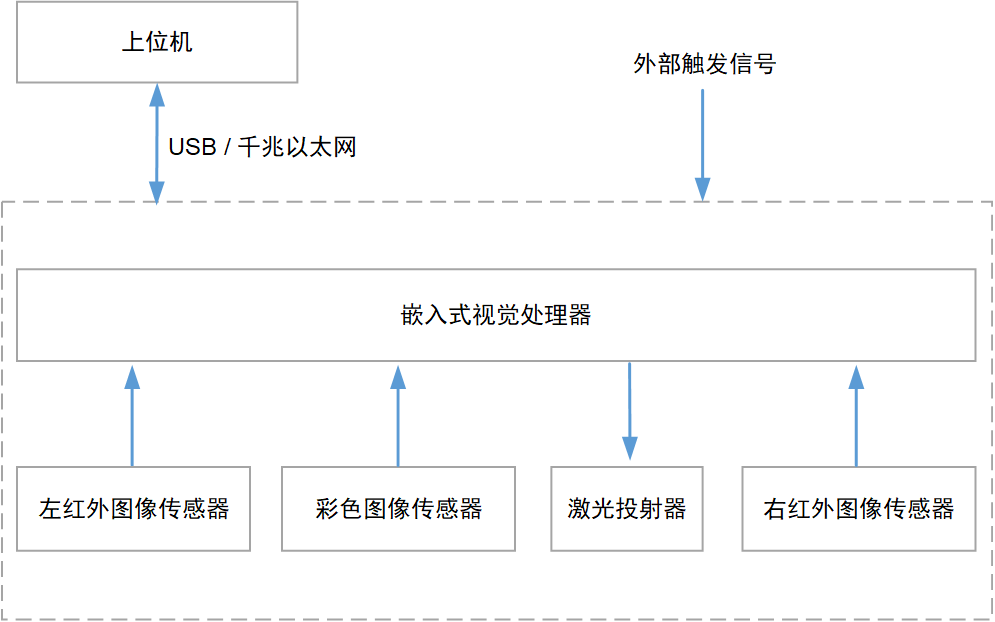 上位机
外部触发信号
USB / 千兆以太网
嵌入式视觉处理器
左红外图像传感器
彩色图像传感器
激光投射器
右红外图像传感器